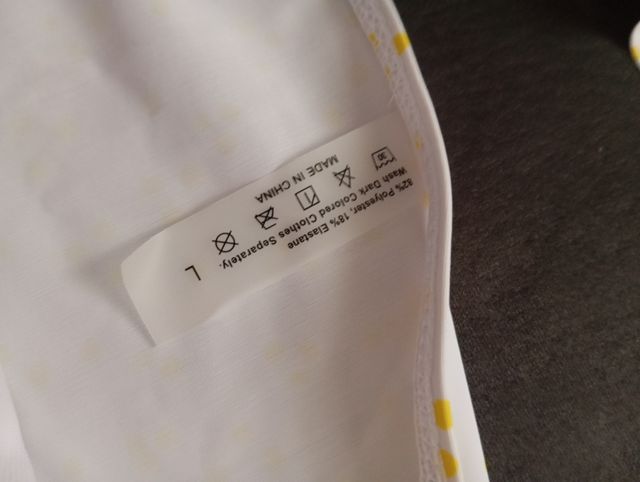 82% Polyester, 18% Elastane
Wash Dark Colored Clothes Separately.
30
MADE IN CHINA
L